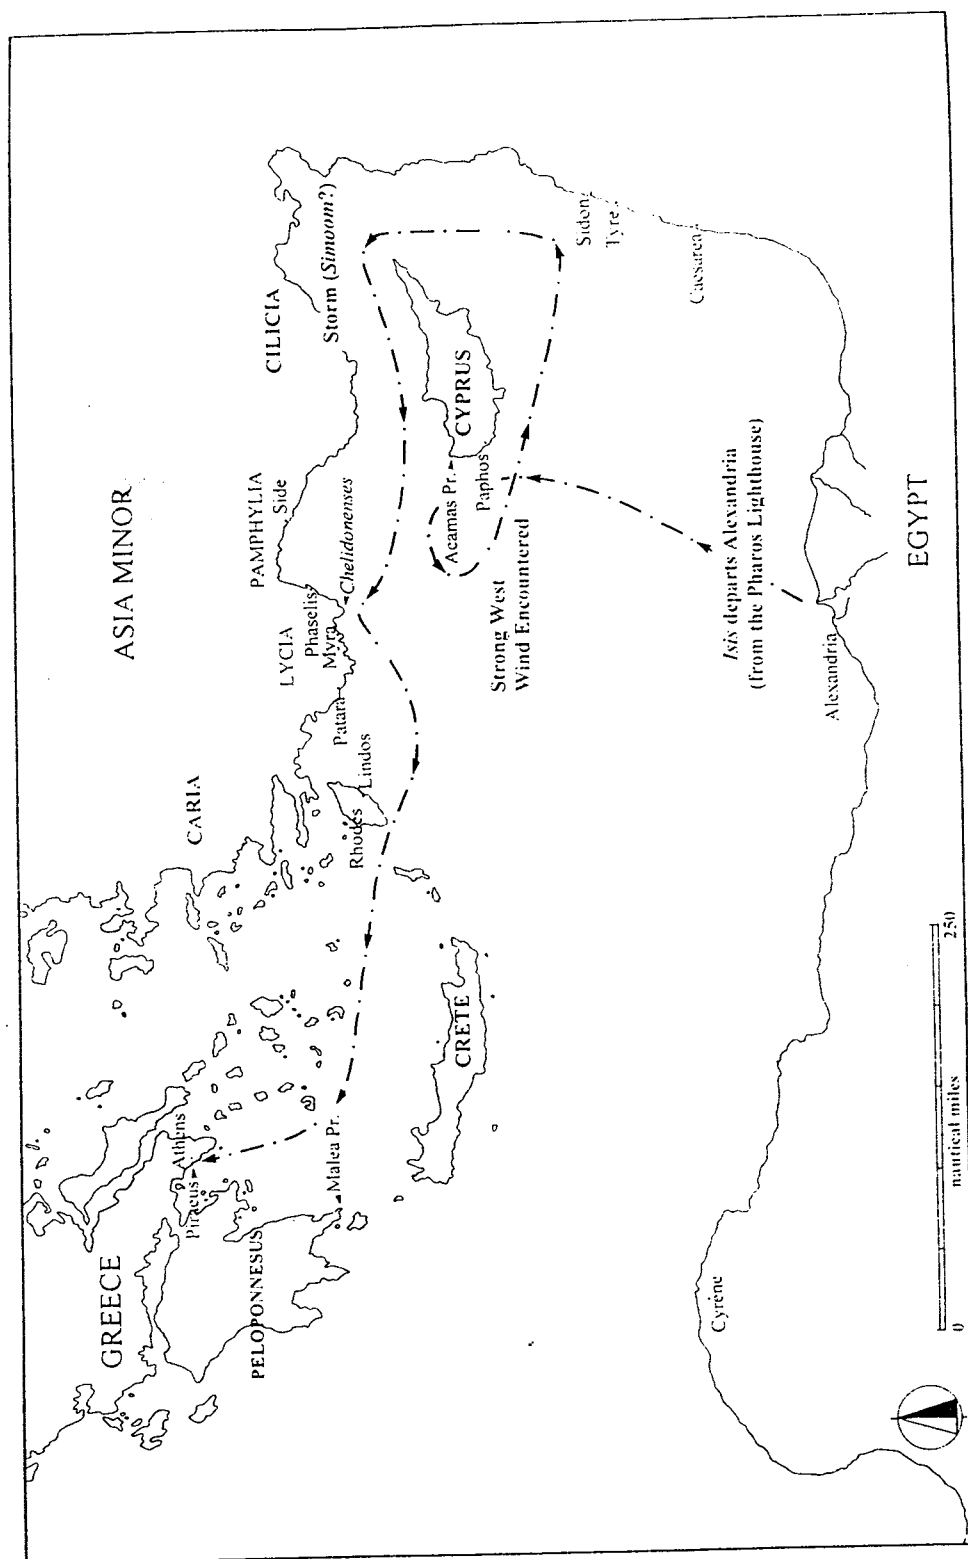 ASIA MINOR
GREECE
CARIA
LYCIA
PAMPHYLIA
CILICIA
Side
Phaselis
Myra
Chelidonenses
Patara
Lindos
Rhodes
Storm (Simoom?)
Athens
Piraeus
PELOPONNESUS
Malea Pr.
CRETE
CYPRUS
Acamas Pr.
Paphos
Strong West
Wind Encountered
Sidon
Tyre
Caesarea
Isis departs Alexandria
(from the Pharos Lighthouse)
Alexandria
EGYPT
Cyrene
0
250
nautical miles